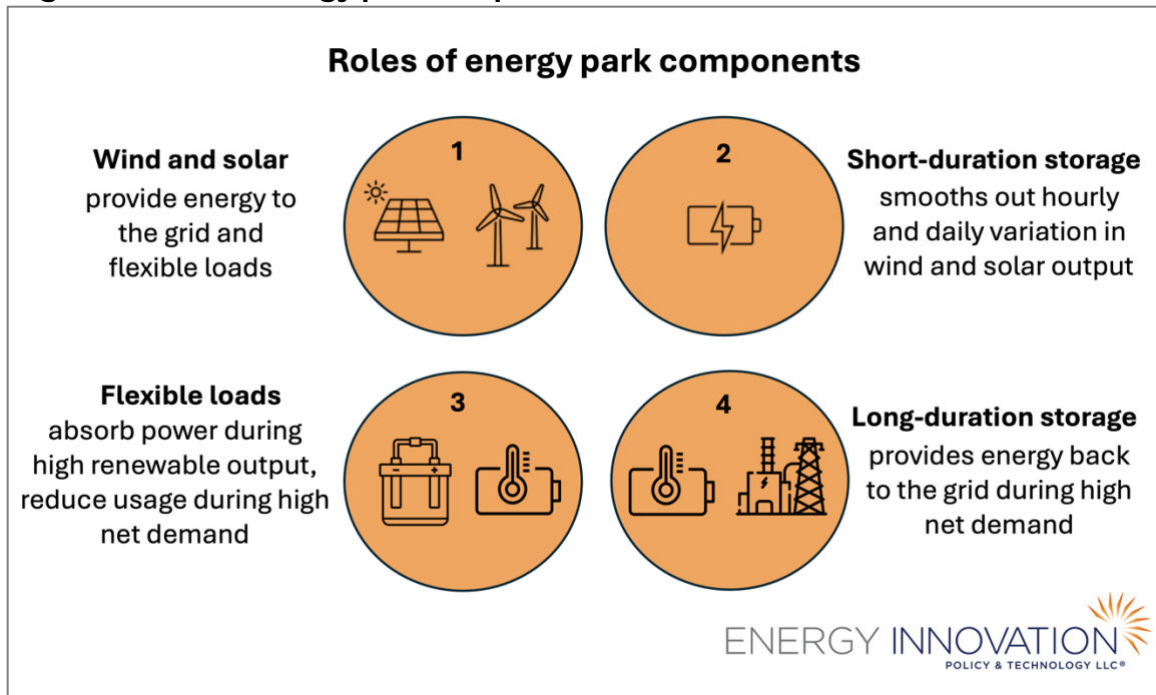 Roles of energy park components
1
Wind and solar
provide energy to
the grid and
flexible loads
2
Short-duration storage
smooths out hourly
and daily variation in
wind and solar output
3
Flexible loads
absorb power during
high renewable output,
reduce usage during high
net demand
- +
4
Long-duration storage
provides energy back
to the grid during high
net demand
ENERGY INNOVATION
POLICY & TECHNOLOGY LLC®